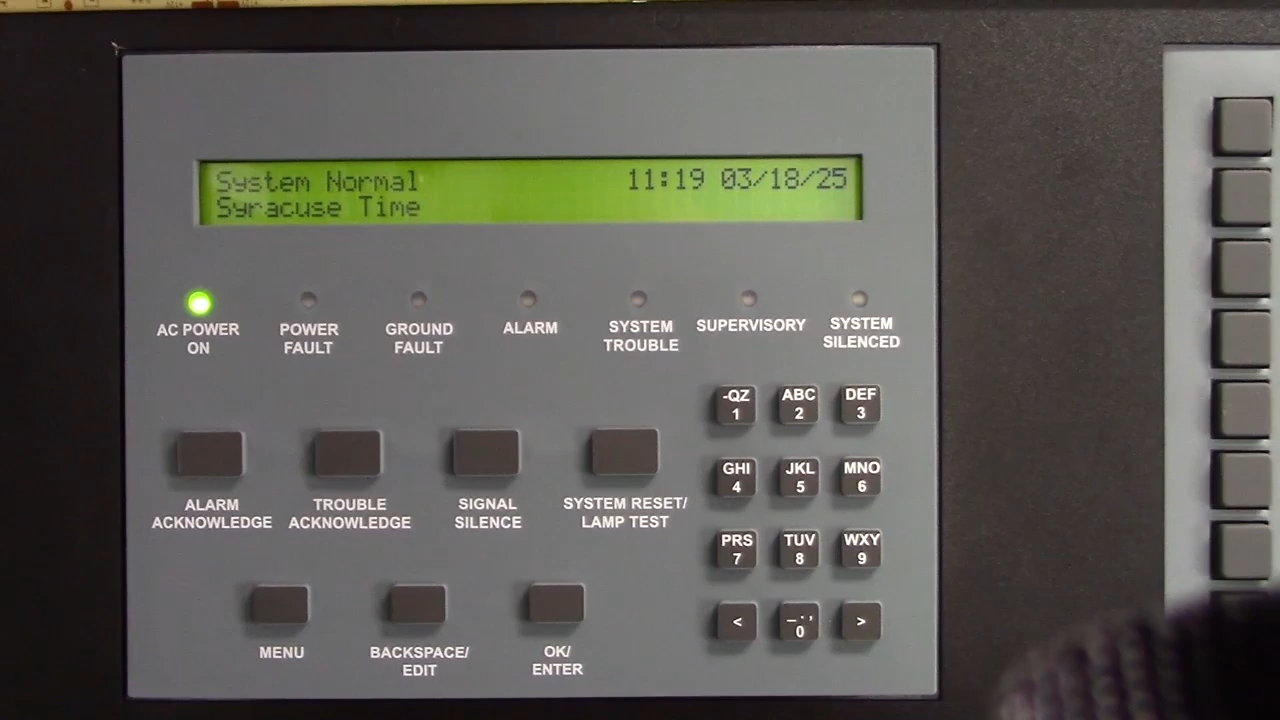 System Normal 11:19 03/18/25
Syracuse Time
AC POWER
ON
POWER
FAULT
GROUND
FAULT
ALARM
SYSTEM
TROUBLE
SUPERVISORY
SYSTEM
SILENCED
-QZ
1
ABC
2
DEF
3
ALARM
ACKNOWLEDGE
TROUBLE
ACKNOWLEDGE
SIGNAL
SILENCE
SYSTEM RESET/
LAMP TEST
GHI
4
JKL
5
MNO
6
PRS
7
TUV
8
WXY
9
MENU
BACKSPACE/
EDIT
OK/
ENTER
<
0
>